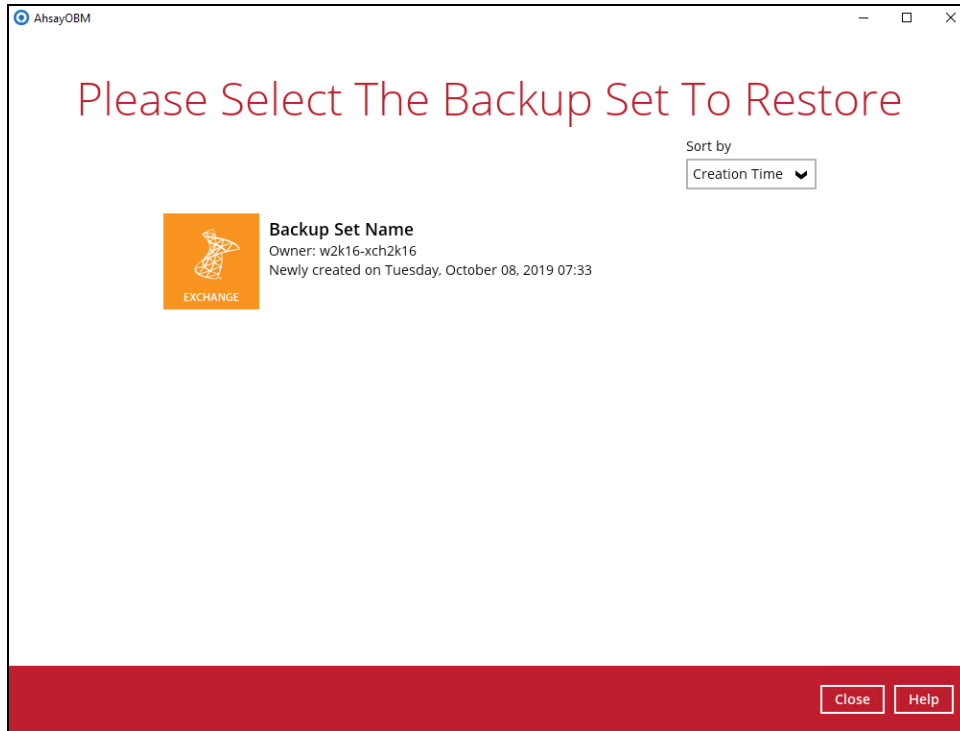 AhsayOBM
Please Select The Backup Set To Restore
Sort by
Creation Time
Backup Set Name
Owner: w2k16-xch2k16
Newly created on Tuesday, October 08, 2019 07:33
EXCHANGE
Close Help